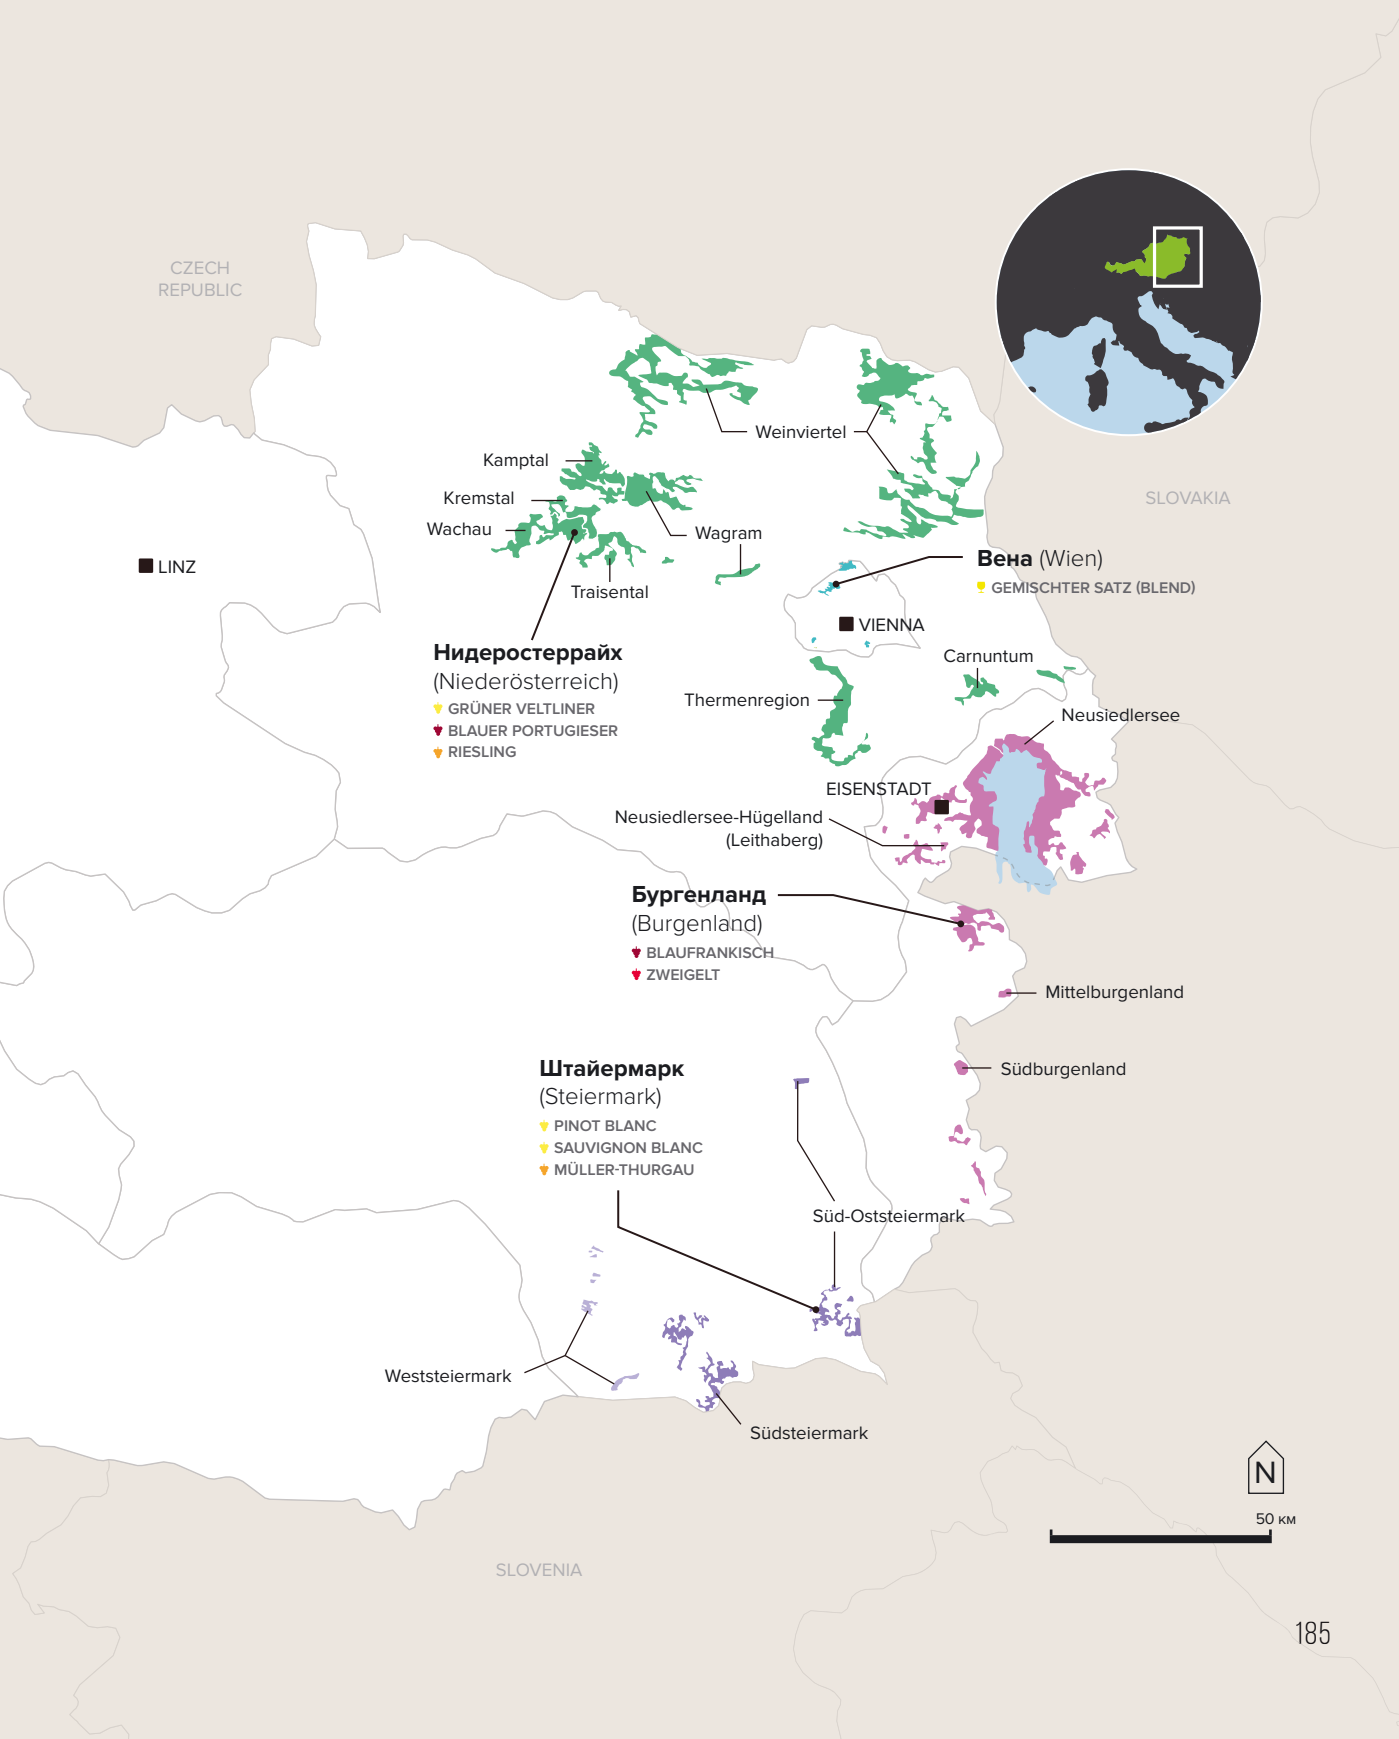 CZECH
REPUBLIC
Weinviertel
Kamptal
Kremstal
Wachau
Wagram
Traisental
SLOVAKIA
LINZ
Вена (Wien)
GEMISCHTER SATZ (BLEND)
VIENNA
Нидеростеррайх
(Niederösterreich)
GRÜNER VELTLINER
BLAUER PORTUGIESER
RIESLING
Carnuntum
Thermenregion
Neusiedlersee
EISENSTADT
Neusiedlersee-Hügelland
(Leithaberg)
Бургенланд
(Burgenland)
BLAUFRANKISCH
ZWEIGELT
Mittelburgenland
Südburgenland
Штайермарк
(Steiermark)
PINOT BLANC
SAUVIGNON BLANC
MÜLLER-THURGAU
Süd-Oststeiermark
Weststeiermark
Südsteiermark
N
50 км
SLOVENIA
185